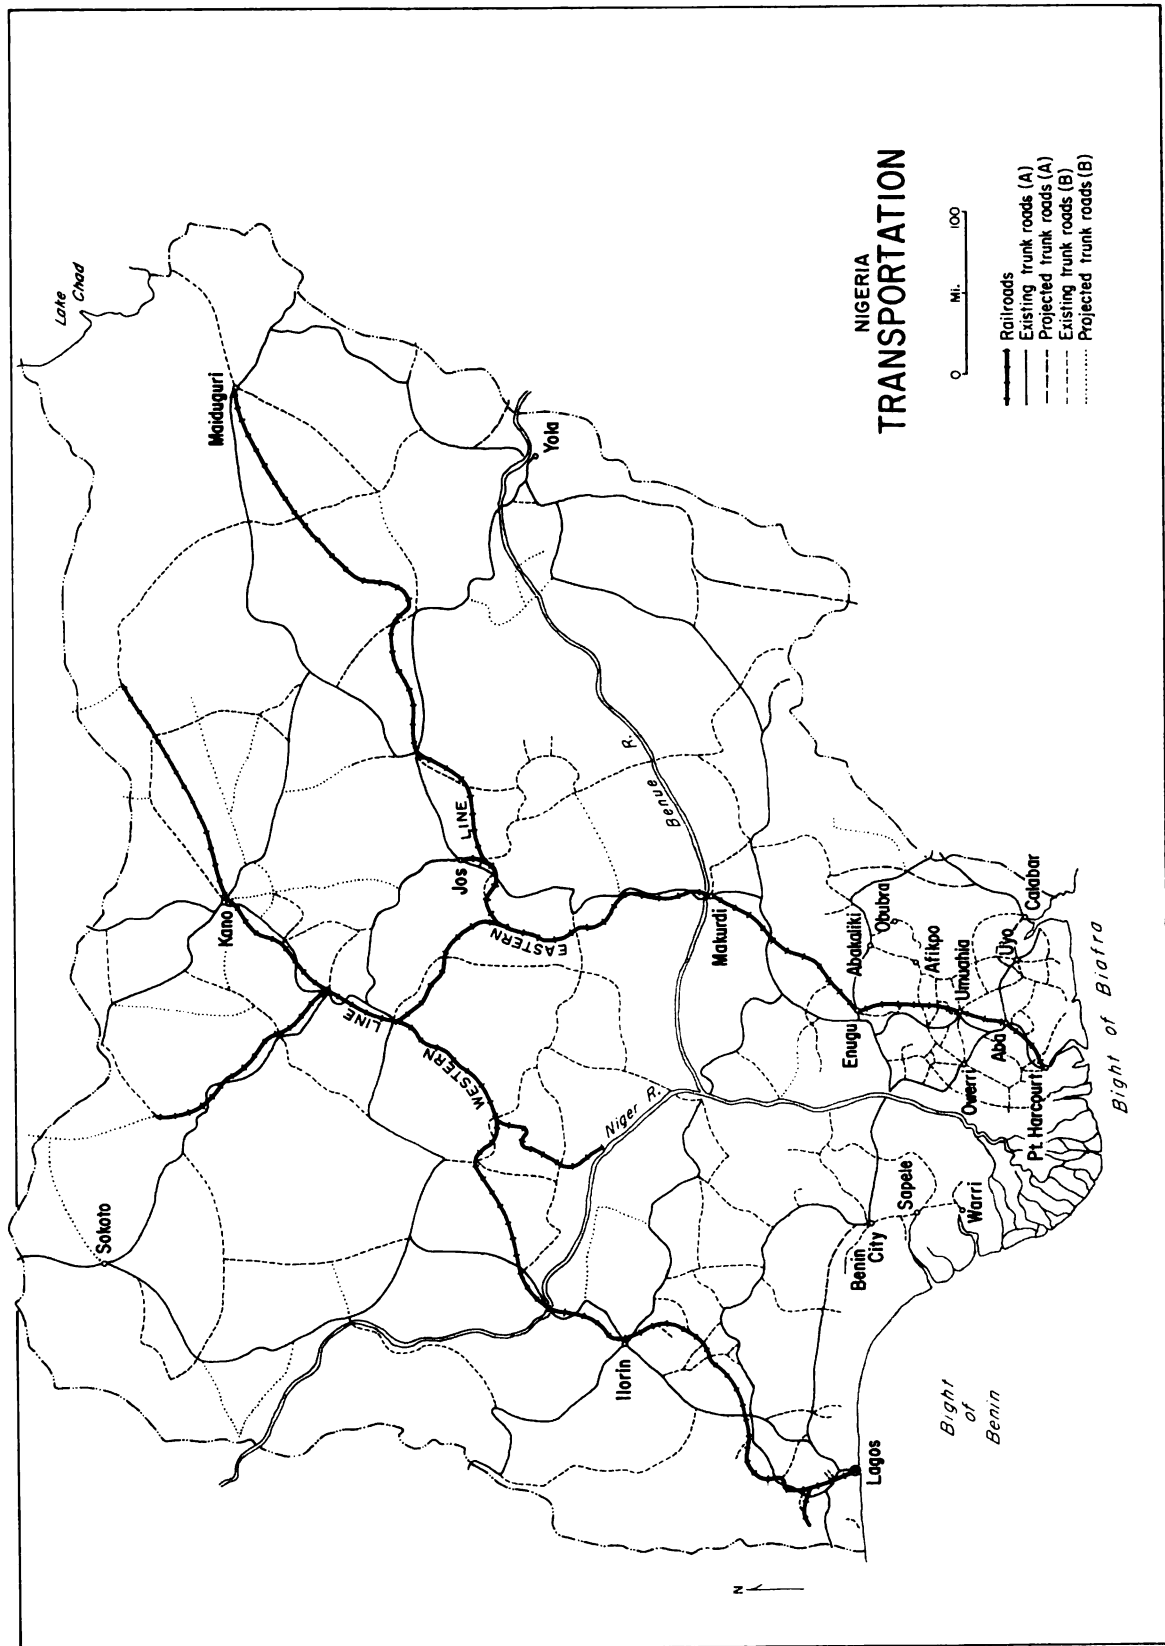 NIGERIA
TRANSPORTATION
0 Mi. 100
Railroads
Existing trunk roads (A)
Projected trunk roads (A)
Existing trunk roads (B)
Projected trunk roads (B)
Lake
Chad
Maiduguri
Sokoto
Kano
Yola
Jos
LINE
EASTERN
LINE
WESTERN
Benue R.
Niger R.
Makurdi
Ilorin
Abakaliki
Obubra
Enugu
Afikpo
Umuahia
Uyo
Calabar
Owerri
Aba
Pt. Harcourt
Benin
City
Sapele
Warri
Lagos
Bight
of
Benin
Bight of Biafra
N